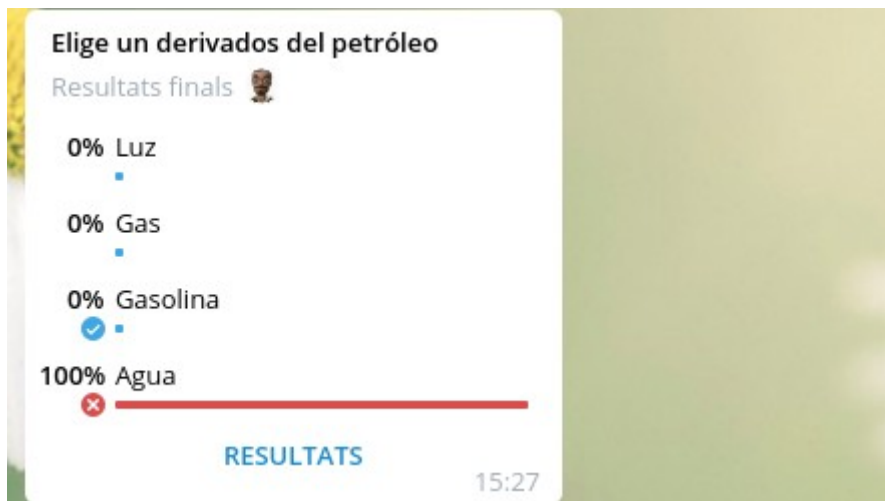 Elige un derivados del petróleo
Resultats finals
0% Luz
0% Gas
0% Gasolina
100% Agua
RESULTATS
15:27